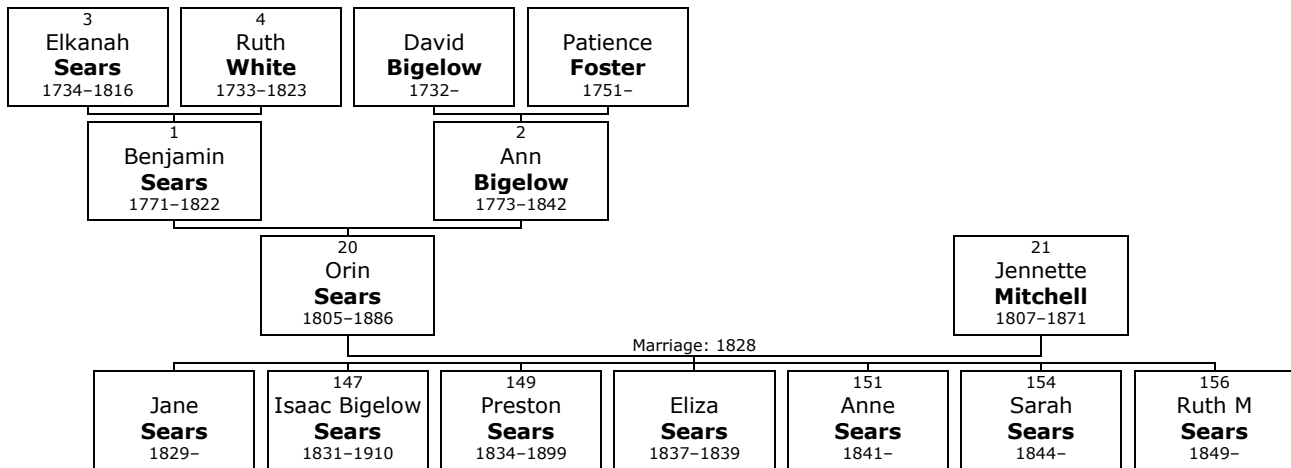 3
Elkanah
Sears
1734–1816
4
Ruth
White
1733–1823
David
Bigelow
1732–
Patience
Foster
1751–
1
Benjamin
Sears
1771–1822
2
Ann
Bigelow
1773–1842
20
Orin
Sears
1805–1886
21
Jennette
Mitchell
1807–1871
Marriage: 1828
Jane
Sears
1829–
147
Isaac Bigelow
Sears
1831–1910
149
Preston
Sears
1834–1899
Eliza
Sears
1837–1839
151
Anne
Sears
1841–
154
Sarah
Sears
1844–
156
Ruth M
Sears
1849–